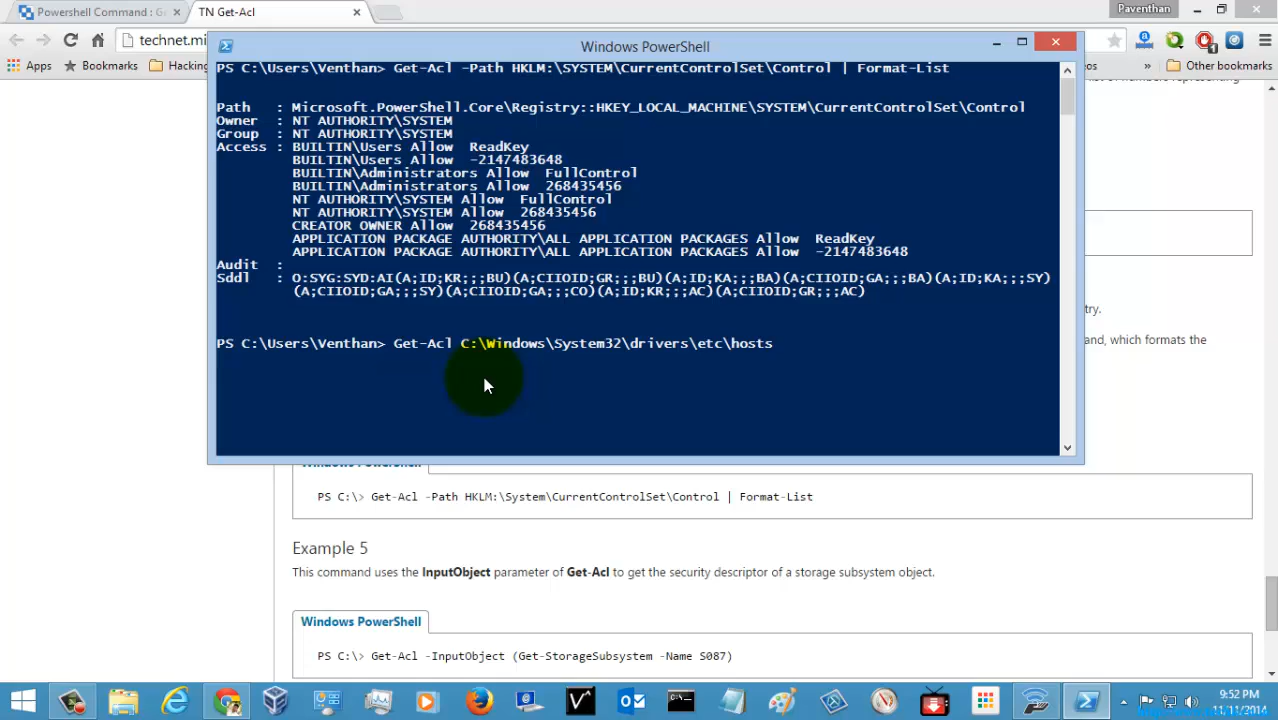 Powershell Command : Ge
TN Get-Acl
Paventhan
technet.mi
Apps
Bookmarks
Hacking
os
»
Other bookmarks
Windows PowerShell
PS C:\Users\Venthan> Get-Acl -Path HKLM:\SYSTEM\CurrentControlSet\Control | Format-List
Path : Microsoft.PowerShell.Core\Registry::HKEY_LOCAL_MACHINE\SYSTEM\CurrentControlSet\Control
Owner : NT AUTHORITY\SYSTEM
Group : NT AUTHORITY\SYSTEM
Access : BUILTIN\Users Allow ReadKey
BUILTIN\Users Allow -2147483648
BUILTIN\Administrators Allow FullControl
BUILTIN\Administrators Allow 268435456
NT AUTHORITY\SYSTEM Allow FullControl
NT AUTHORITY\SYSTEM Allow 268435456
CREATOR OWNER Allow 268435456
APPLICATION PACKAGE AUTHORITY\ALL APPLICATION PACKAGES Allow ReadKey
APPLICATION PACKAGE AUTHORITY\ALL APPLICATION PACKAGES Allow -2147483648
Audit :
Sddl : O:SYG:SYD:AI(A;ID;KR;;;BU)(A;CIIOID;GR;;;BU)(A;ID;KA;;;BA)(A;CIIOID;GA;;;BA)(A;ID;KA;;;SY)
(A;CIIOID;GA;;;SY)(A;CIIOID;GA;;;CO)(A;ID;KR;;;AC)(A;CIIOID;GR;;;AC)
try.
PS C:\Users\Venthan> Get-Acl C:\Windows\System32\drivers\etc\hosts
and, which formats the
Windows PowerShell
PS C:\> Get-Acl -Path HKLM:\System\CurrentControlSet\Control | Format-List
Example 5
This command uses the InputObject parameter of Get-Acl to get the security descriptor of a storage subsystem object.
Windows PowerShell
PS C:\> Get-Acl -InputObject (Get-StorageSubsystem -Name S087)
9:52 PM
11/11/2014